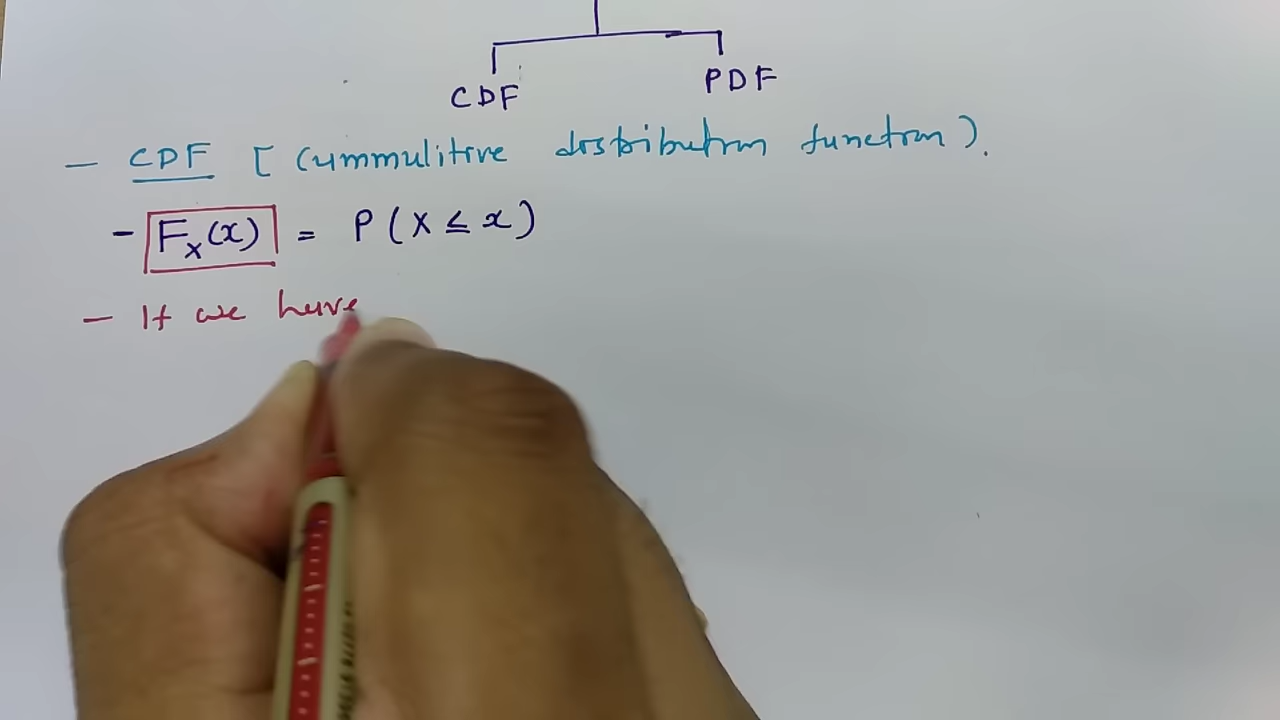 CDF PDF
- CDF [ Cummulitive distribution function ).
- Fx(x) = P ( X ≤ x )
- If we have